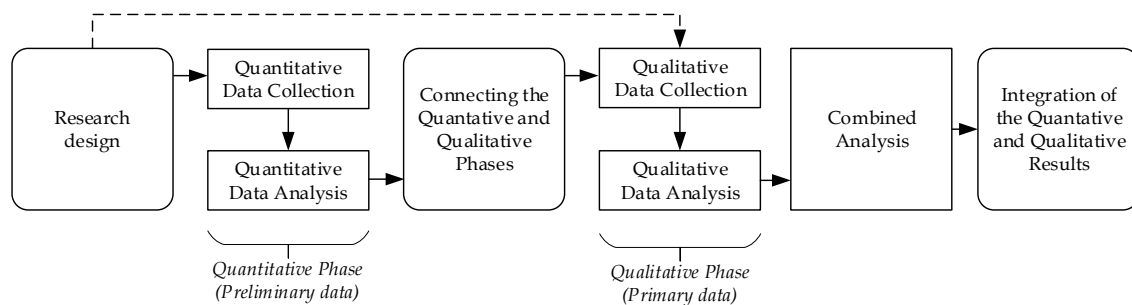 Research
design
Quantitative
Data Collection
Quantitative
Data Analysis
Quantitative Phase
(Preliminary data)
Connecting the
Quantative and
Qualitative
Phases
Qualitative
Data Collection
Qualitative
Data Analysis
Qualitative Phase
(Primary data)
Combined
Analysis
Integration of
the Quantative
and Qualitative
Results